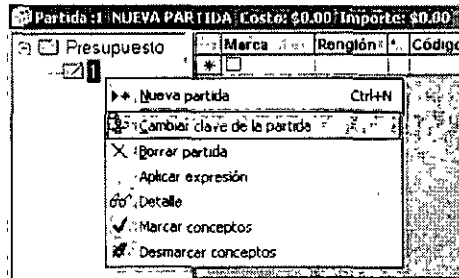 Partida :1 NUEVA PARTIDA Costo: $0.00 Importe: $0.00
Presupuesto Marca Renglón Código
1
Nueva partida Ctrl+N
Cambiar clave de la partida
Borrar partida
Aplicar expresión
Detalle
Marcar conceptos
Desmarcar conceptos